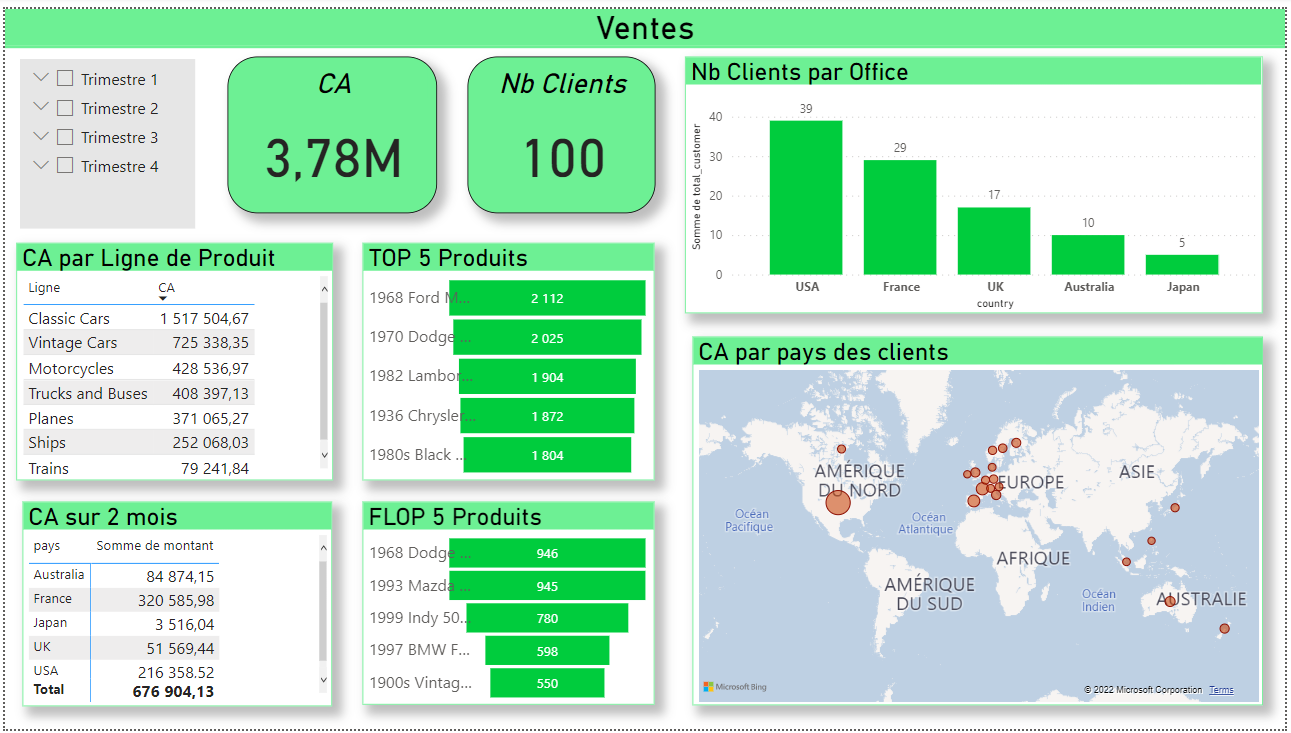 Ventes
Trimestre 1
Trimestre 2
Trimestre 3
Trimestre 4
CA
3,78M
Nb Clients
100
Nb Clients par Office
Somme de total_customer
40
30
20
10
0
39
29
17
10
5
USA France UK Australia Japan
country
CA par Ligne de Produit
Ligne CA
Classic Cars 1 517 504,67
Vintage Cars 725 338,35
Motorcycles 428 536,97
Trucks and Buses 408 397,13
Planes 371 065,27
Ships 252 068,03
Trains 79 241,84
TOP 5 Produits
1968 Ford M... 2 112
1970 Dodge ... 2 025
1982 Lambor... 1 904
1936 Chrysler... 1 872
1980s Black ... 1 804
CA par pays des clients
AMÉRIQUE
DU NORD
EUROPE
ASIE
Océan
Pacifique
Océan
Atlantique
AFRIQUE
AMÉRIQUE
DU SUD
Océan
Indien
AUSTRALIE
Microsoft Bing
© 2022 Microsoft Corporation Terms
CA sur 2 mois
pays Somme de montant
Australia 84 874,15
France 320 585,98
Japan 3 516,04
UK 51 569,44
USA 216 358.52
Total 676 904,13
FLOP 5 Produits
1968 Dodge ... 946
1993 Mazda ... 945
1999 Indy 50... 780
1997 BMW F... 598
1900s Vintag... 550